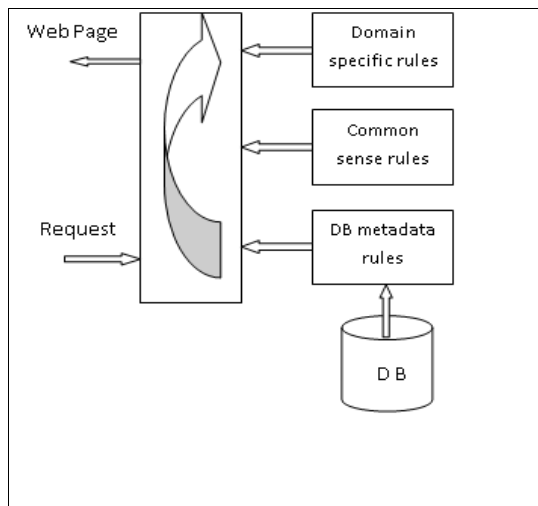 Web Page
Domain
specific rules
Common
sense rules
Request
DB metadata
rules
D B